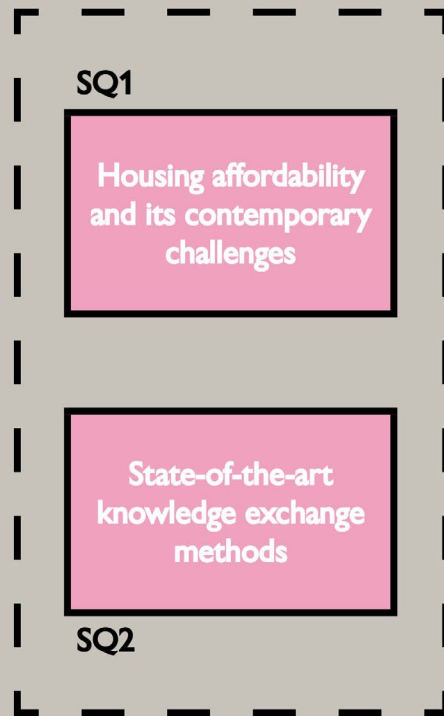 SQ1
Housing affordability
and its contemporary
challenges
State-of-the-art
knowledge exchange
methods
SQ2